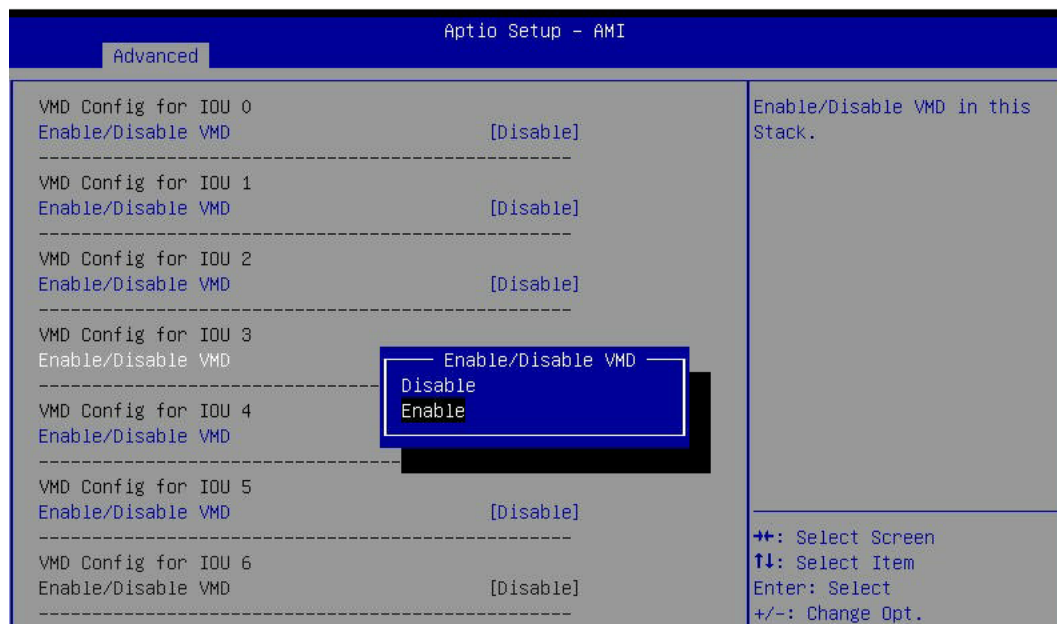 Aptio Setup – AMI
Advanced
VMD Config for IOU 0
Enable/Disable VMD [Disable]
VMD Config for IOU 1
Enable/Disable VMD [Disable]
VMD Config for IOU 2
Enable/Disable VMD [Disable]
VMD Config for IOU 3
Enable/Disable VMD
VMD Config for IOU 4
Enable/Disable VMD
VMD Config for IOU 5
Enable/Disable VMD [Disable]
VMD Config for IOU 6
Enable/Disable VMD [Disable]
Enable/Disable VMD
Disable
Enable
Enable/Disable VMD in this
Stack.
→←: Select Screen
↑↓: Select Item
Enter: Select
+/-: Change Opt.